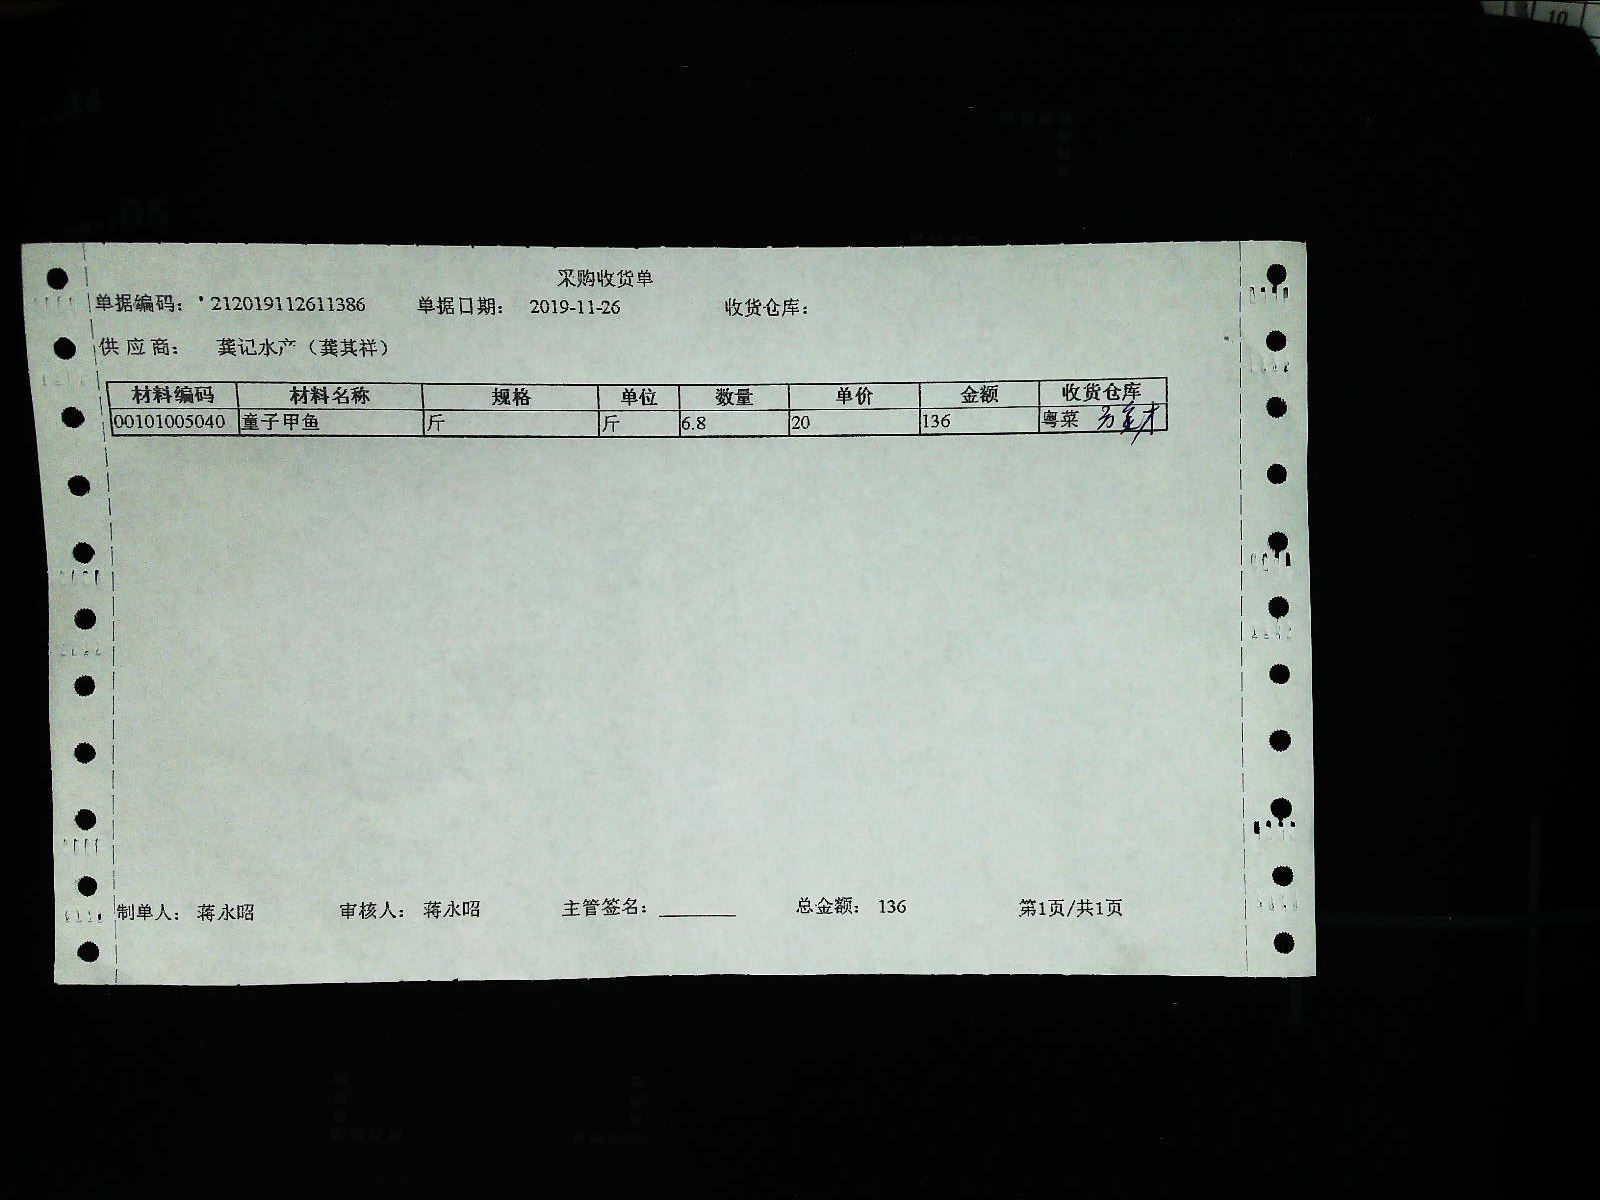 采购收货单
单据编码： 212019112611386 单据日期： 2019-11-26 收货仓库：
供 应 商： 龚记水产（龚其祥）
材料编码 材料名称 规格 单位 数量 单价 金额 收货仓库
00101005040 童子甲鱼 斤 斤 6.8 20 136 粤菜
制单人： 蒋永昭 审核人： 蒋永昭 主管签名： 总金额： 136 第1页/共1页